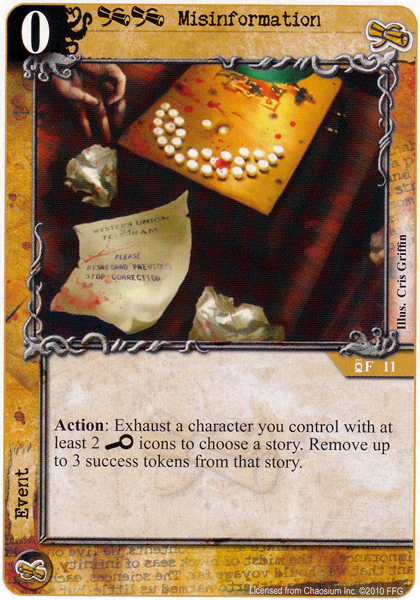 0
Misinformation
WESTERN UNION
TELEGRAM
PLEASE
DISREGARD PREVIOUS
STOP CORRECTION
Illus. Cris Griffin
F 11
Action: Exhaust a character you control with at
least 2 icons to choose a story. Remove up
to 3 success tokens from that story.
Event
Licensed from Chaosium Inc. ©2010 FFG